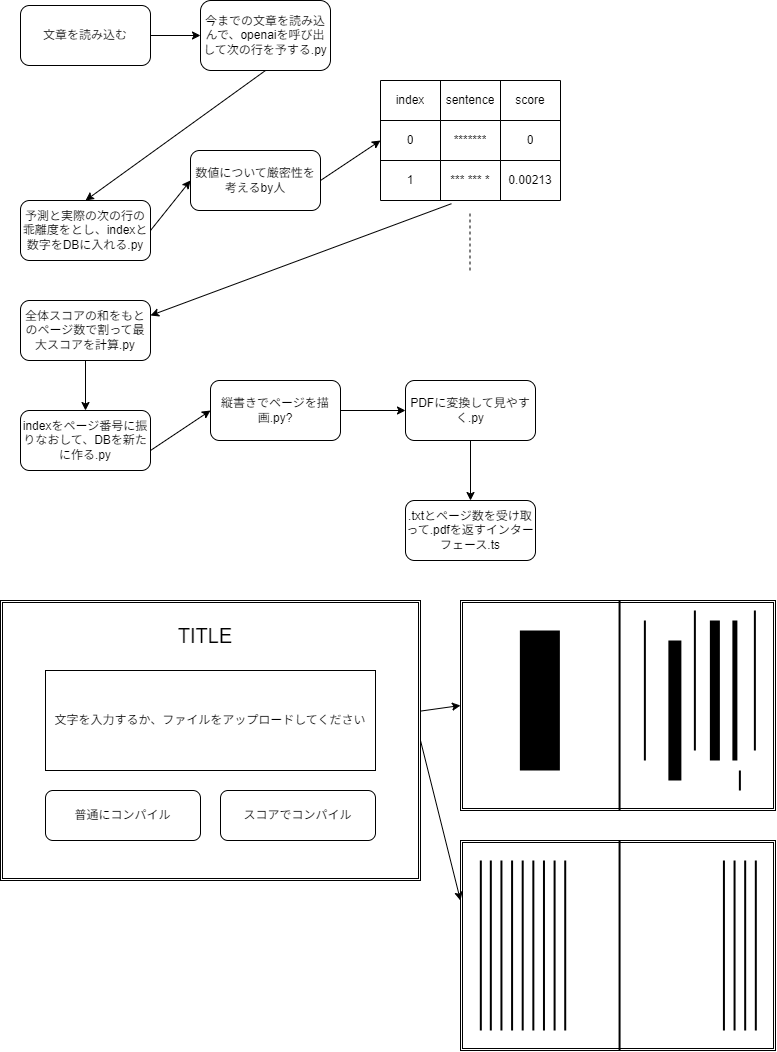 文章を読み込む
今までの文章を読み込
んで、openaiを呼び出
して次の行を予する.py
index sentence score
0 ******* 0
1 *** *** * 0.00213
数値について厳密性を
考えるby人
予測と実際の次の行の
乖離度をとし、indexと
数字をDBに入れる.py
全体スコアの和をもと
のページ数で割って最
大スコアを計算.py
indexをページ番号に振
りなおして、DBを新た
に作る.py
縦書きでページを描
画.py?
PDFに変換して見やす
く.py
.txtとページ数を受け取
って.pdfを返すインター
フェース.ts
TITLE
文字を入力するか、ファイルをアップロードしてください
普通にコンパイル
スコアでコンパイル